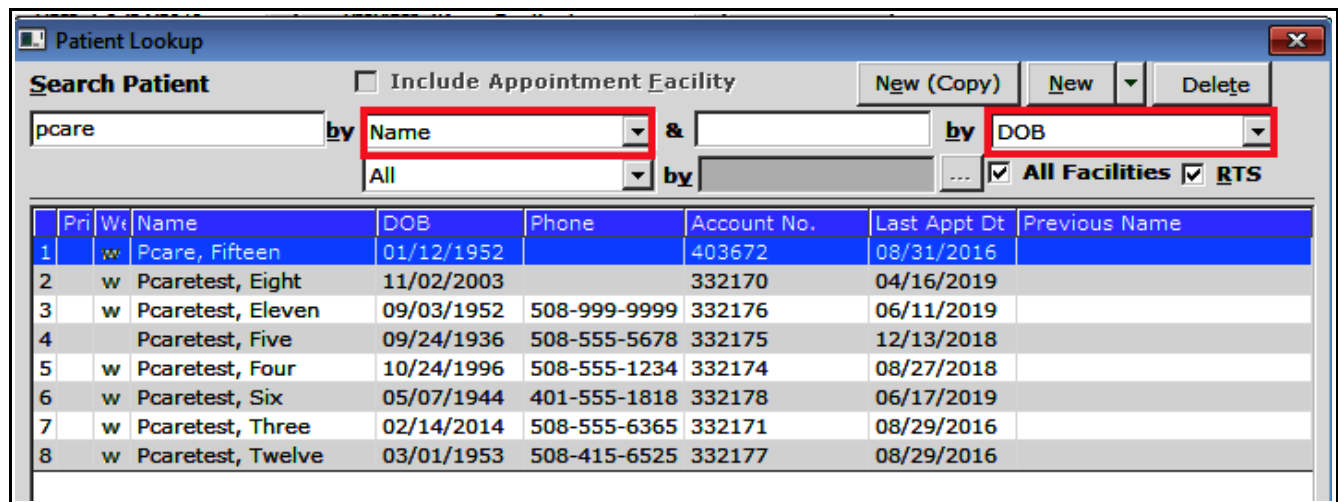 Patient Lookup
Search Patient Include Appointment Facility New (Copy) New Delete
pcare by Name & by DOB
All by ... All Facilities RTS
Pri We Name DOB Phone Account No. Last Appt Dt Previous Name
1 w Pcare, Fifteen 01/12/1952 403672 08/31/2016
2 w Pcaretest, Eight 11/02/2003 332170 04/16/2019
3 w Pcaretest, Eleven 09/03/1952 508-999-9999 332176 06/11/2019
4 Pcaretest, Five 09/24/1936 508-555-5678 332175 12/13/2018
5 w Pcaretest, Four 10/24/1996 508-555-1234 332174 08/27/2018
6 w Pcaretest, Six 05/07/1944 401-555-1818 332178 06/17/2019
7 w Pcaretest, Three 02/14/2014 508-555-6365 332171 08/29/2016
8 w Pcaretest, Twelve 03/01/1953 508-415-6525 332177 08/29/2016